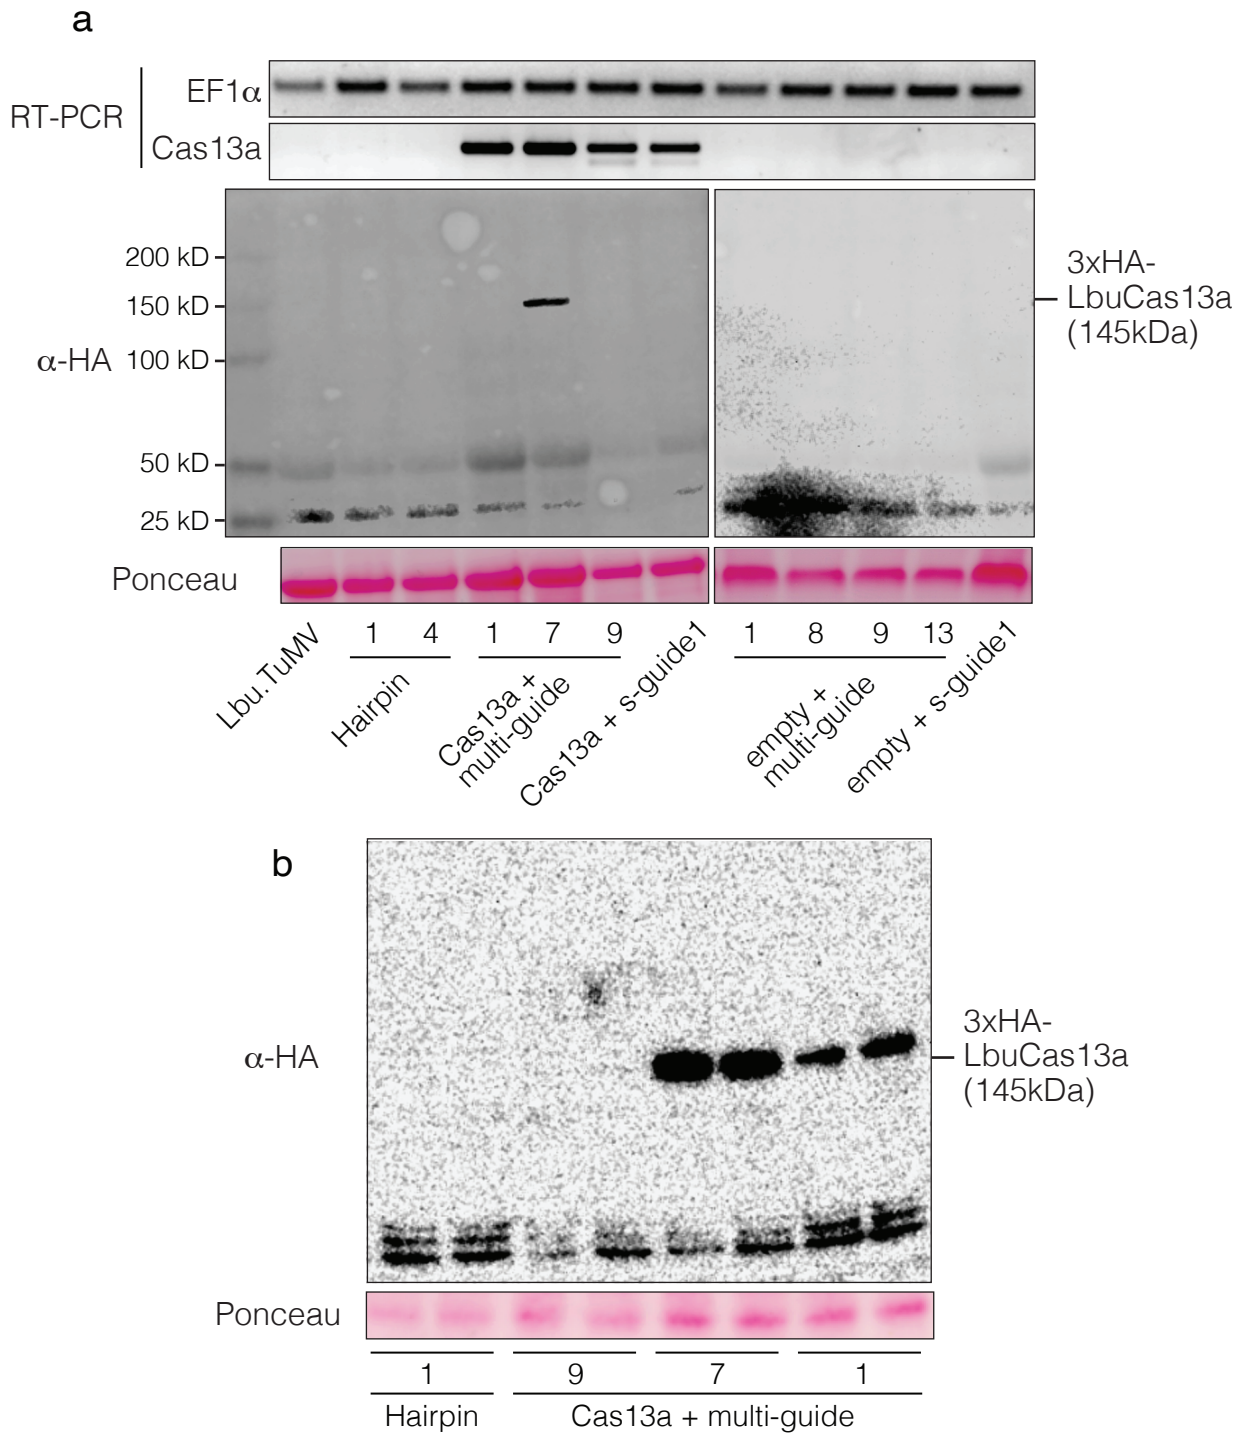 a
RT-PCR
EF1α
Cas13a
200 kD
150 kD
α-HA 100 kD
50 kD
25 kD
3xHA-
LbuCas13a
(145kDa)
Ponceau
1 4 1 7 9 1 8 9 13
Lbu.TuMV
Hairpin
Cas13a +
multi-guide
Cas13a + s-guide1
empty +
multi-guide
empty + s-guide1
b
α-HA
3xHA-
LbuCas13a
(145kDa)
Ponceau
1 9 7 1
Hairpin Cas13a + multi-guide